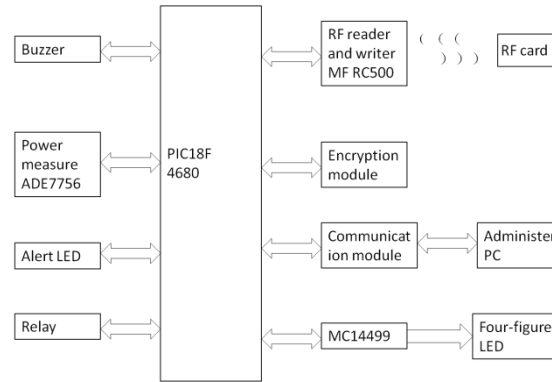 Buzzer
Power
measure
ADE7756
Alert LED
Relay
PIC18F
4680
RF reader
and writer
MF RC500
RF card
Encryption
module
Communicat
ion module
Administer
PC
MC14499
Four-figure
LED